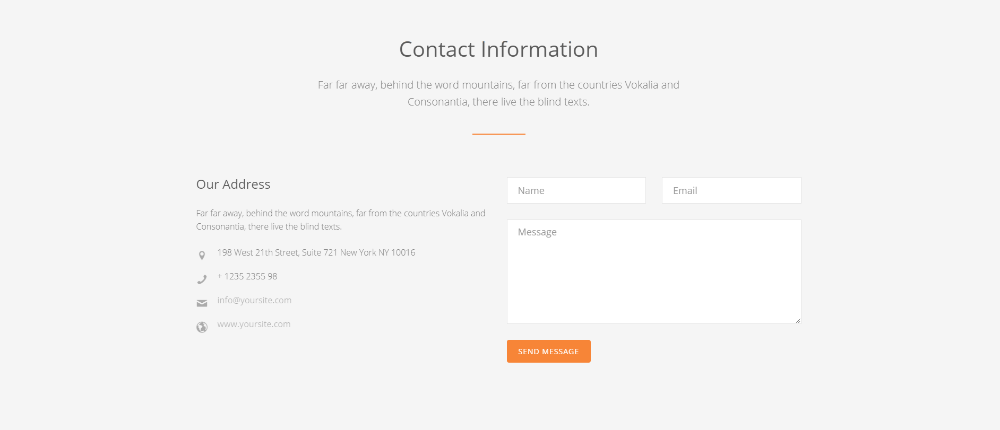 Contact Information
Far far away, behind the word mountains, far from the countries Vokalia and
Consonantia, there live the blind texts.
Our Address
Far far away, behind the word mountains, far from the countries Vokalia and
Consonantia, there live the blind texts.
198 West 21th Street, Suite 721 New York NY 10016
+ 1235 2355 98
info@yoursite.com
www.yoursite.com
Name
Email
Message
SEND MESSAGE